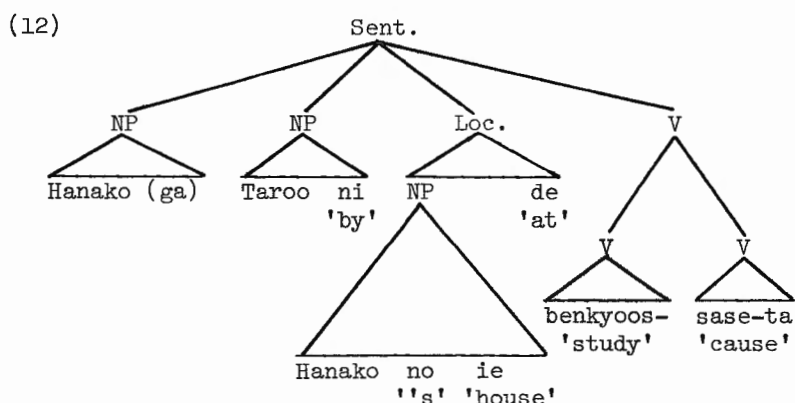 (12)
Sent.
NP NP Loc. V
Hanako (ga) Taroo ni NP de
'by' 'at'
V V
benkyoos- sase-ta
'study' 'cause'
Hanako no ie
''s' 'house'